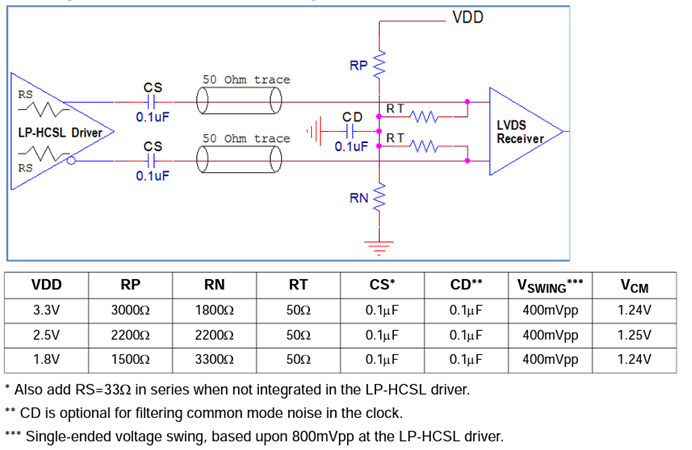 VDD
RP
RS
CS
50 Ohm trace
0.1uF
RT
LP-HCSL Driver
CD
LVDS
Receiver
CS
50 Ohm trace
0.1uF
RT
RS
0.1uF
RN
VDD RP RN RT CS* CD** VSWING*** VCM
3.3V 3000Ω 1800Ω 50Ω 0.1µF 0.1µF 400mVpp 1.24V
2.5V 2200Ω 2200Ω 50Ω 0.1µF 0.1µF 400mVpp 1.25V
1.8V 1500Ω 3300Ω 50Ω 0.1µF 0.1µF 400mVpp 1.24V
* Also add RS=33Ω in series when not integrated in the LP-HCSL driver.
** CD is optional for filtering common mode noise in the clock.
*** Single-ended voltage swing, based upon 800mVpp at the LP-HCSL driver.